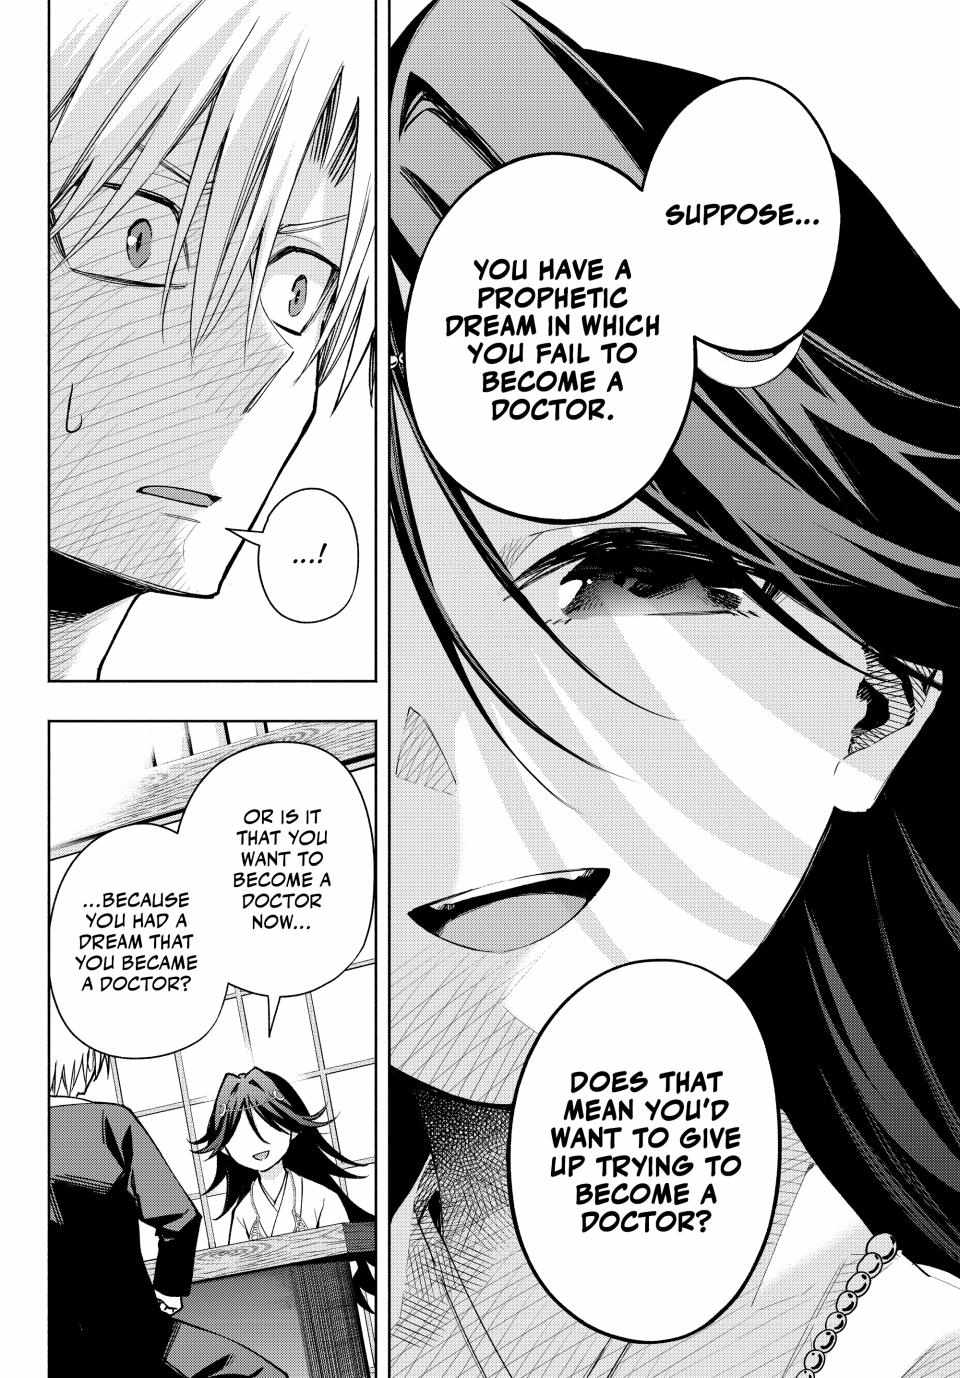 SUPPOSE...
YOU HAVE A
PROPHETIC
DREAM IN WHICH
YOU FAIL TO
BECOME A
DOCTOR.
DOES THAT
MEAN YOU'D
WANT TO GIVE
UP TRYING TO
BECOME A
DOCTOR?
...!
OR IS IT
THAT YOU
WANT TO
BECOME A
DOCTOR
NOW...
...BECAUSE
YOU HAD A
DREAM THAT
YOU BECAME
A DOCTOR?